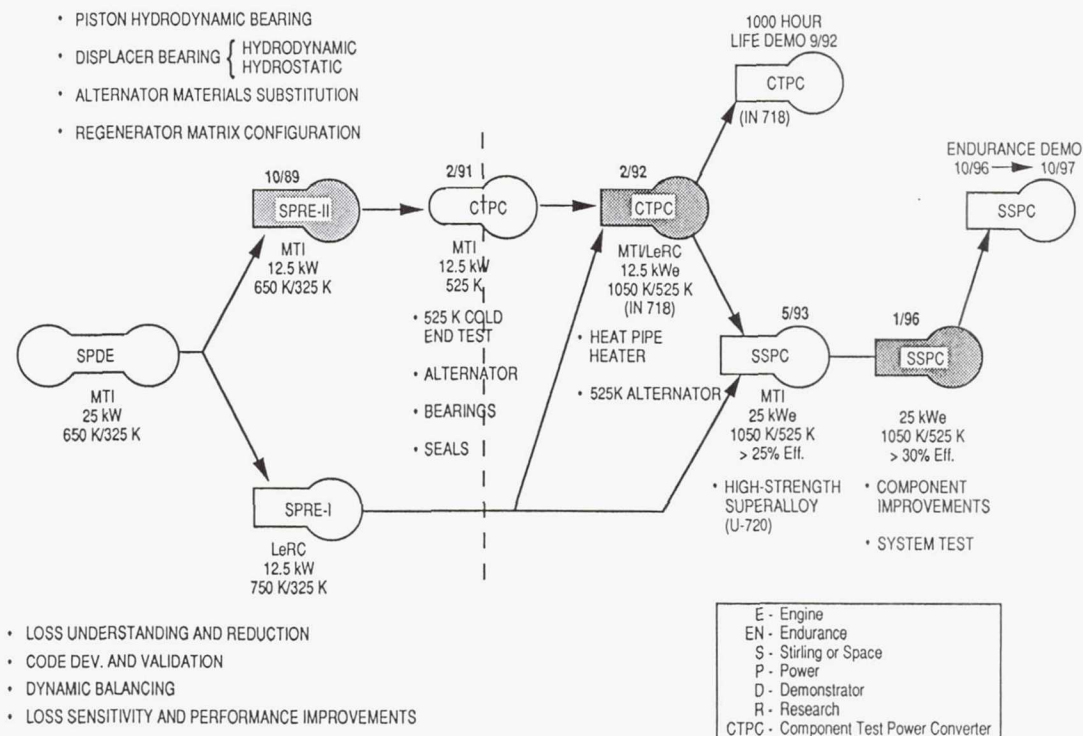 • PISTON HYDRODYNAMIC BEARING
• DISPLACER BEARING { HYDRODYNAMIC
HYDROSTATIC
• ALTERNATOR MATERIALS SUBSTITUTION
• REGENERATOR MATRIX CONFIGURATION
1000 HOUR
LIFE DEMO 9/92
CTPC
(IN 718)
ENDURANCE DEMO
10/96 → 10/97
SSPC
10/89
SPRE-II
MTI
12.5 kW
650 K/325 K
2/91
CTPC
MTI
12.5 kW
525 K
• 525 K COLD
END TEST
• ALTERNATOR
• BEARINGS
• SEALS
2/92
CTPC
MTI/LeRC
12.5 kWe
1050 K/525 K
(IN 718)
• HEAT PIPE
HEATER
• 525K ALTERNATOR
SPDE
MTI
25 kW
650 K/325 K
5/93
SSPC
MTI
25 kWe
1050 K/525 K
> 25% Eff.
• HIGH-STRENGTH
SUPERALLOY
(U-720)
1/96
SSPC
25 kWe
1050 K/525 K
> 30% Eff.
• COMPONENT
IMPROVEMENTS
• SYSTEM TEST
SPRE-I
LeRC
12.5 kW
750 K/325 K
• LOSS UNDERSTANDING AND REDUCTION
• CODE DEV. AND VALIDATION
• DYNAMIC BALANCING
• LOSS SENSITIVITY AND PERFORMANCE IMPROVEMENTS
E - Engine
EN - Endurance
S - Stirling or Space
P - Power
D - Demonstrator
R - Research
CTPC - Component Test Power Converter